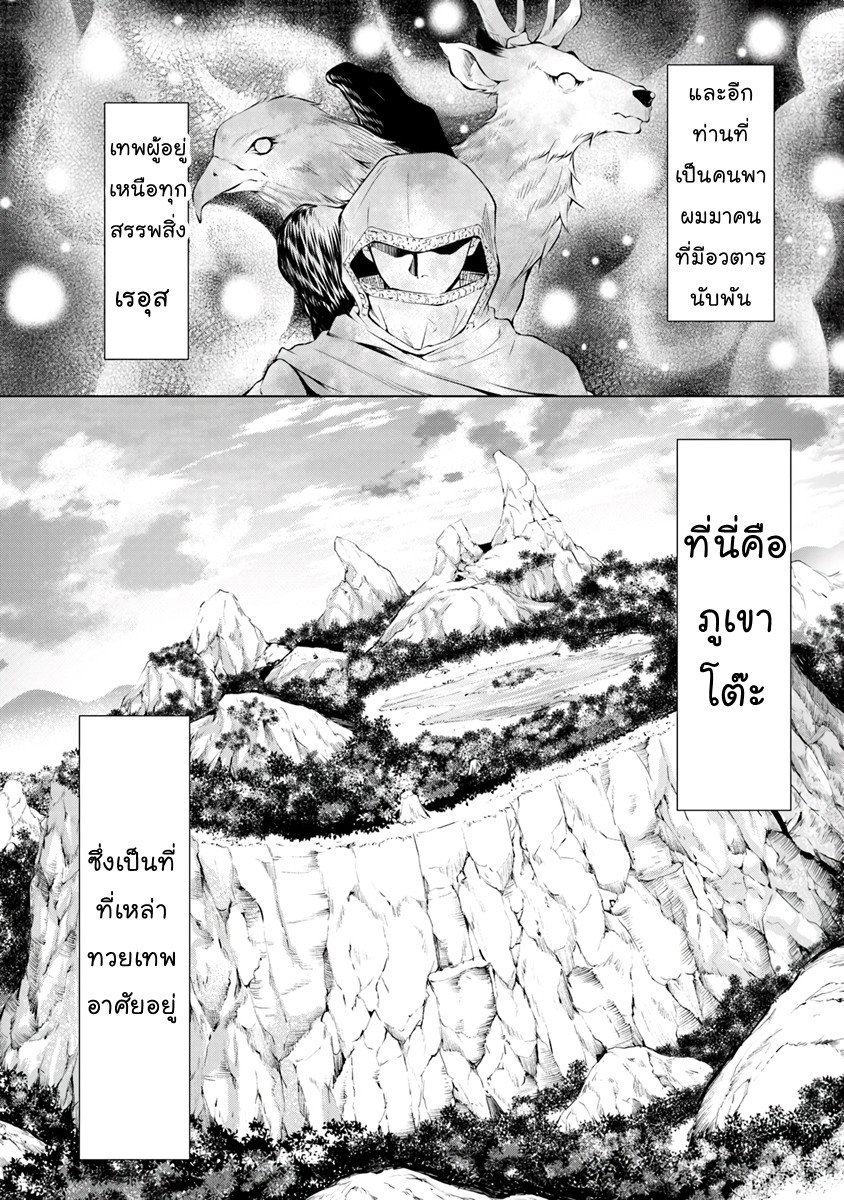 และอีก
ท่านที่
เป็นคนพา
ผมมาคน
ที่มีอวตาร
นับพัน
เทพผู้อยู่
เหนือทุก
สรรพสิ่ง
เรอุส
ที่นี่คือ
ภูเขา
โต๊ะ
ซึ่งเป็นที่
ที่เหล่า
ทวยเทพ
อาศัยอยู่